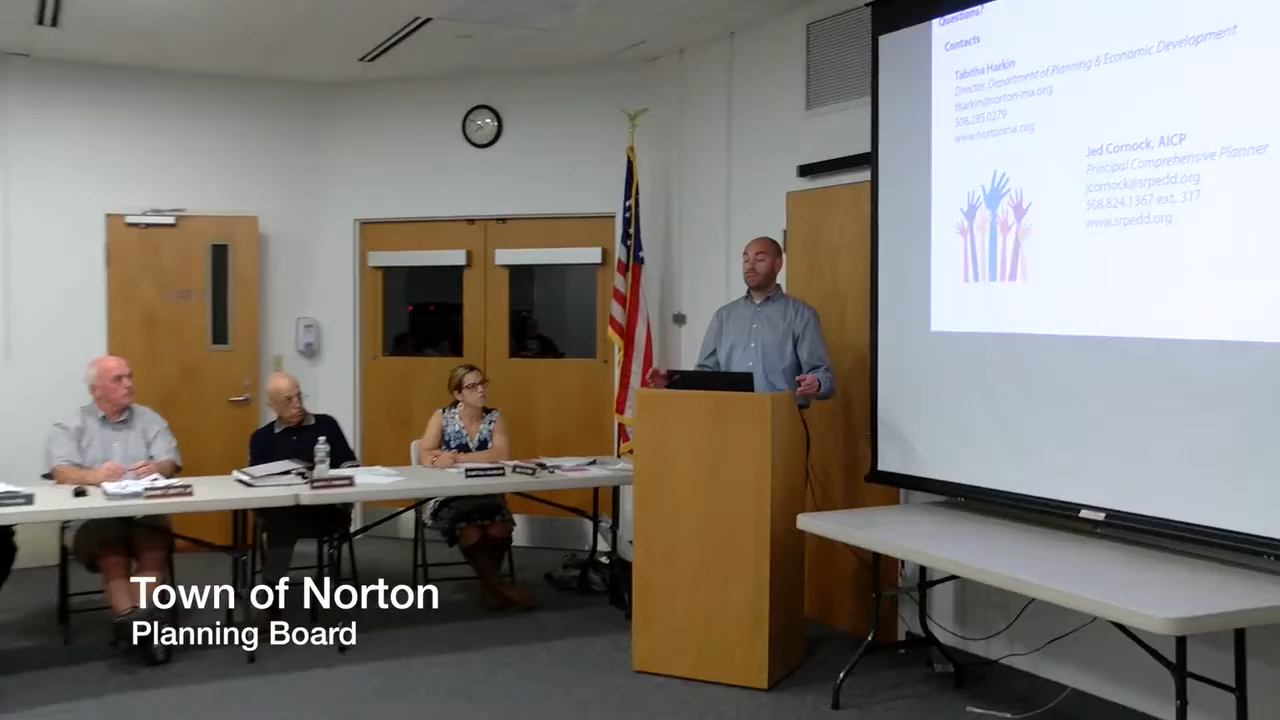 Questions?
Contacts
Tabitha Harkin
Director, Department of Planning & Economic Development
tharkin@norton-ma.org
508.285.0279
www.nortonma.org
Jed Cornock, AICP
Principal Comprehensive Planner
jcornock@srpedd.org
508.824.1367 ext. 317
www.srpedd.org
Town of Norton
Planning Board